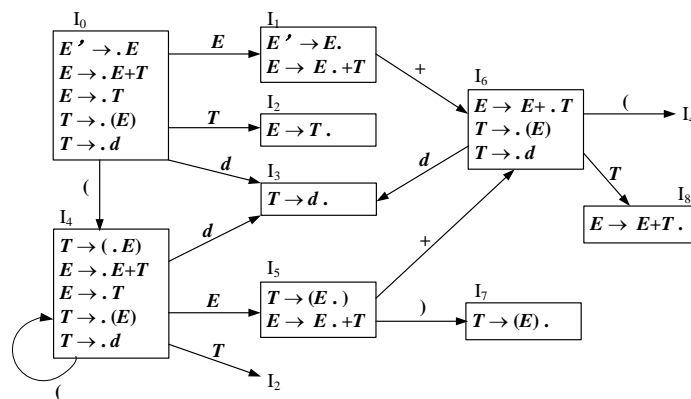 I0
E' → . E
E → . E+T
E → . T
T → . (E)
T → . d
E
I1
E' → E .
E → E . +T
+
T
I2
E → T .
d
I3
T → d .
(
I4
T → ( . E)
E → . E+T
E → . T
T → . (E)
T → . d
(
d
E
T
I2
I5
T → (E . )
E → E . +T
+
)
I7
T → (E) .
I6
E → E+ . T
T → . (E)
T → . d
d
(
T
I8
E → E+T .